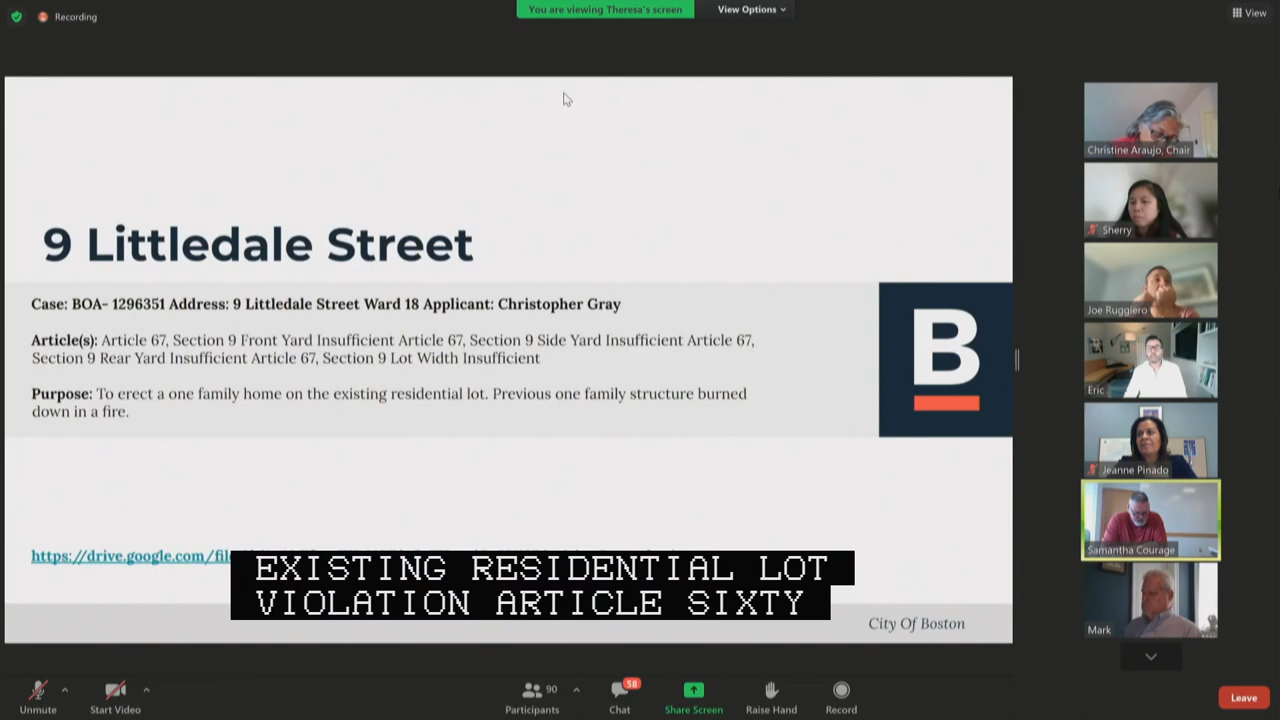 Recording
You are viewing Theresa's screen
View Options
View
9 Littledale Street
Case: BOA- 1296351 Address: 9 Littledale Street Ward 18 Applicant: Christopher Gray
Article(s): Article 67, Section 9 Front Yard Insufficient Article 67, Section 9 Side Yard Insufficient Article 67,
Section 9 Rear Yard Insufficient Article 67, Section 9 Lot Width Insufficient
Purpose: To erect a one family home on the existing residential lot. Previous one family structure burned
down in a fire.
B
https://drive.google.com/fil
EXISTING RESIDENTIAL LOT
VIOLATION ARTICLE SIXTY
City Of Boston
Christine Araujo, Chair
Sherry
Joe Ruggiero
Eric
Jeanne Pinado
Samantha Courage
Mark
Unmute
Start Video
90
Participants
58
Chat
Share Screen
Raise Hand
Record
Leave